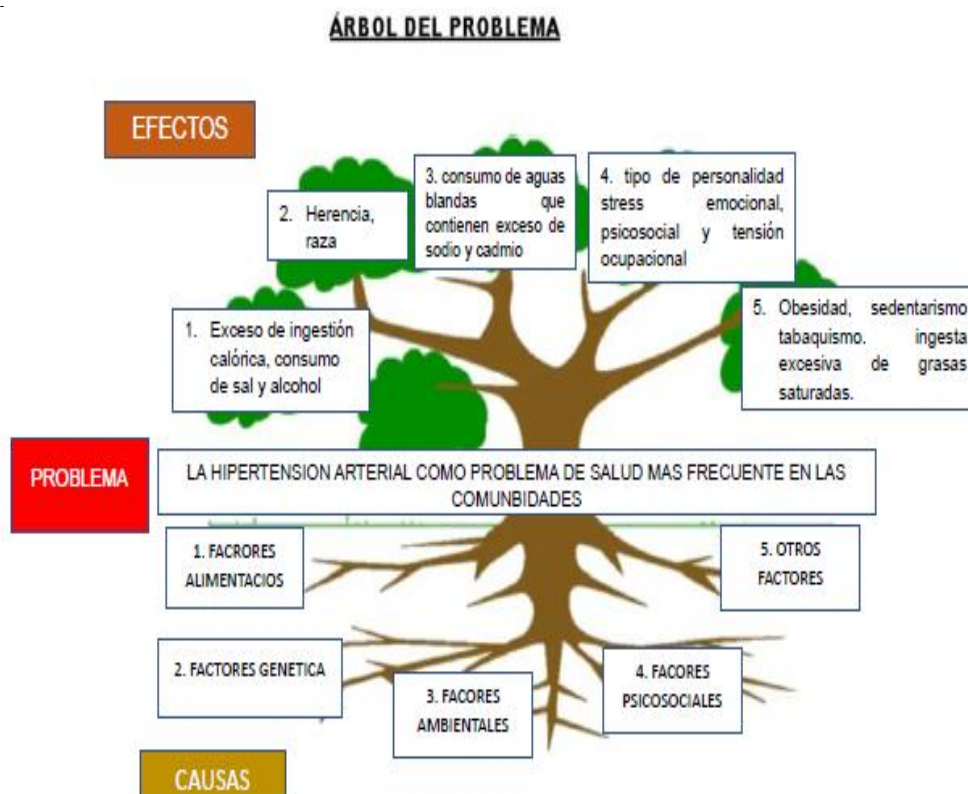 ÁRBOL DEL PROBLEMA
EFECTOS
2. Herencia,
raza
3. consumo de aguas
blandas que
contienen exceso de
sodio y cadmio
4. tipo de personalidad
stress emocional,
psicosocial y tensión
ocupacional
1. Exceso de ingestión
calórica, consumo
de sal y alcohol
5. Obesidad, sedentarismo
tabaquismo. ingesta
excesiva de grasas
saturadas.
PROBLEMA
LA HIPERTENSION ARTERIAL COMO PROBLEMA DE SALUD MAS FRECUENTE EN LAS
COMUNBIDADES
1. FACRORES
ALIMENTACIOS
5. OTROS
FACTORES
2. FACTORES GENETICA
3. FACORES
AMBIENTALES
4. FACORES
PSICOSOCIALES
CAUSAS